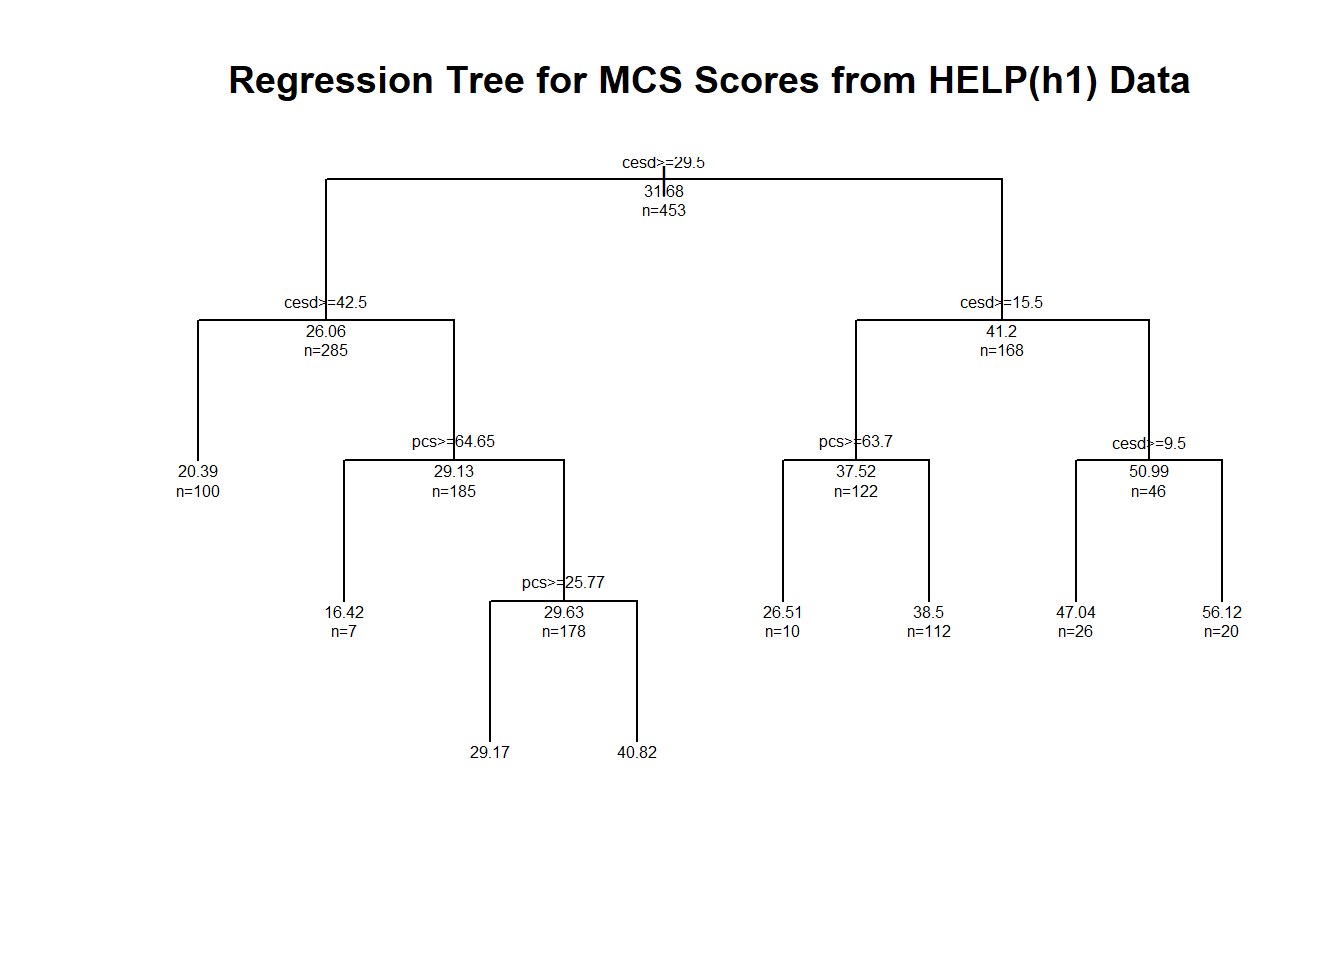 Regression Tree for MCS Scores from HELP(h1) Data
cesd>=29.5
31.68
n=453
cesd>=42.5
26.06
n=285
cesd>=15.5
41.2
n=168
20.39
n=100
pcs>=64.65
29.13
n=185
pcs>=63.7
37.52
n=122
cesd>=9.5
50.99
n=46
16.42
n=7
pcs>=25.77
29.63
n=178
26.51
n=10
38.5
n=112
47.04
n=26
56.12
n=20
29.17
40.82